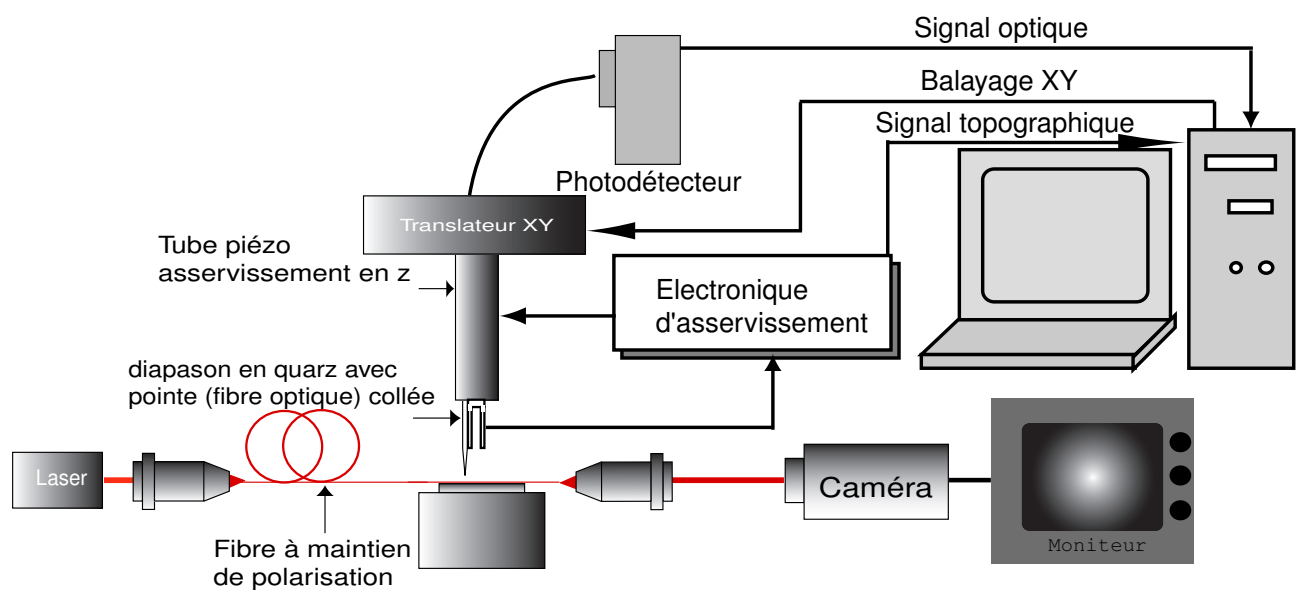 Signal optique
Balayage XY
Signal topographique
Photodétecteur
Translateur XY
Tube piézo
asservissement en z
Electronique
d'asservissement
diapason en quarz avec
pointe (fibre optique) collée
Laser
Caméra
Moniteur
Fibre à maintien
de polarisation